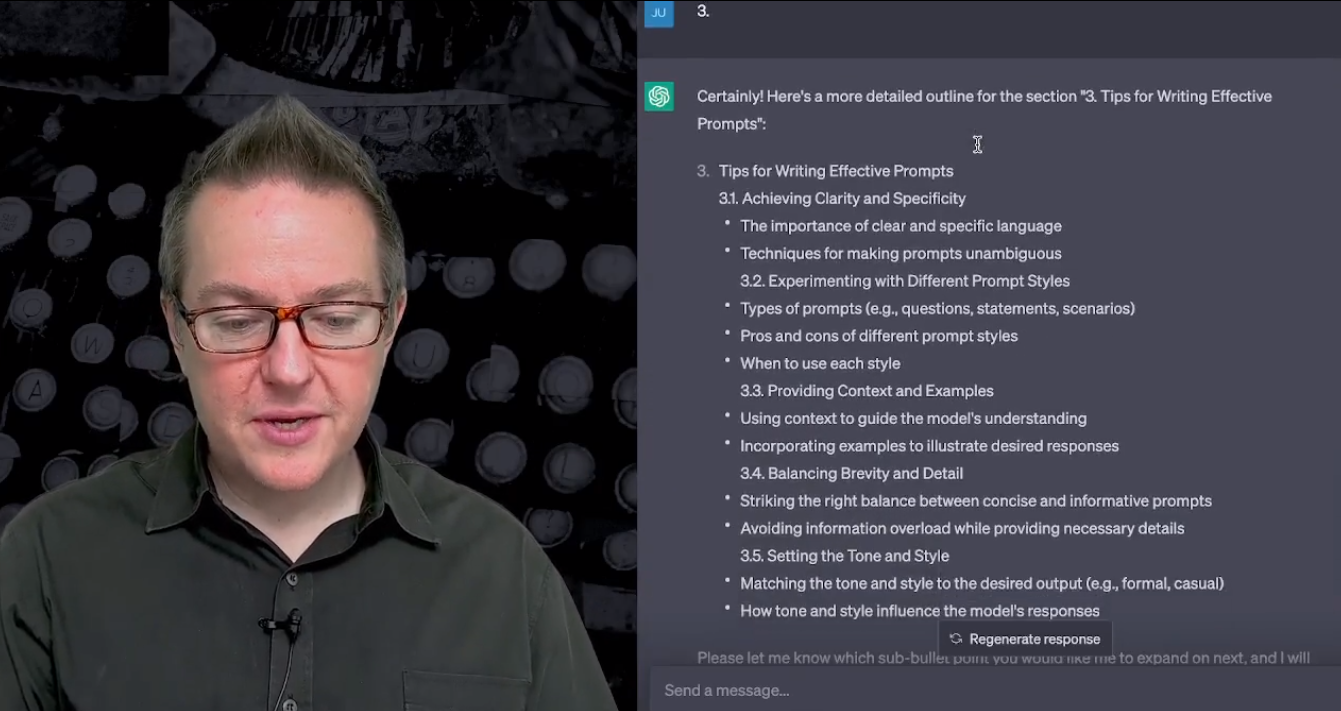 JU
3.
Certainly! Here's a more detailed outline for the section "3. Tips for Writing Effective
Prompts":
3. Tips for Writing Effective Prompts
3.1. Achieving Clarity and Specificity
• The importance of clear and specific language
• Techniques for making prompts unambiguous
3.2. Experimenting with Different Prompt Styles
• Types of prompts (e.g., questions, statements, scenarios)
• Pros and cons of different prompt styles
• When to use each style
3.3. Providing Context and Examples
• Using context to guide the model's understanding
• Incorporating examples to illustrate desired responses
3.4. Balancing Brevity and Detail
• Striking the right balance between concise and informative prompts
• Avoiding information overload while providing necessary details
3.5. Setting the Tone and Style
• Matching the tone and style to the desired output (e.g., formal, casual)
• How tone and style influence the model's responses
Regenerate response
Please let me know which sub-bullet point you would like me to expand on next, and I will
Send a message...